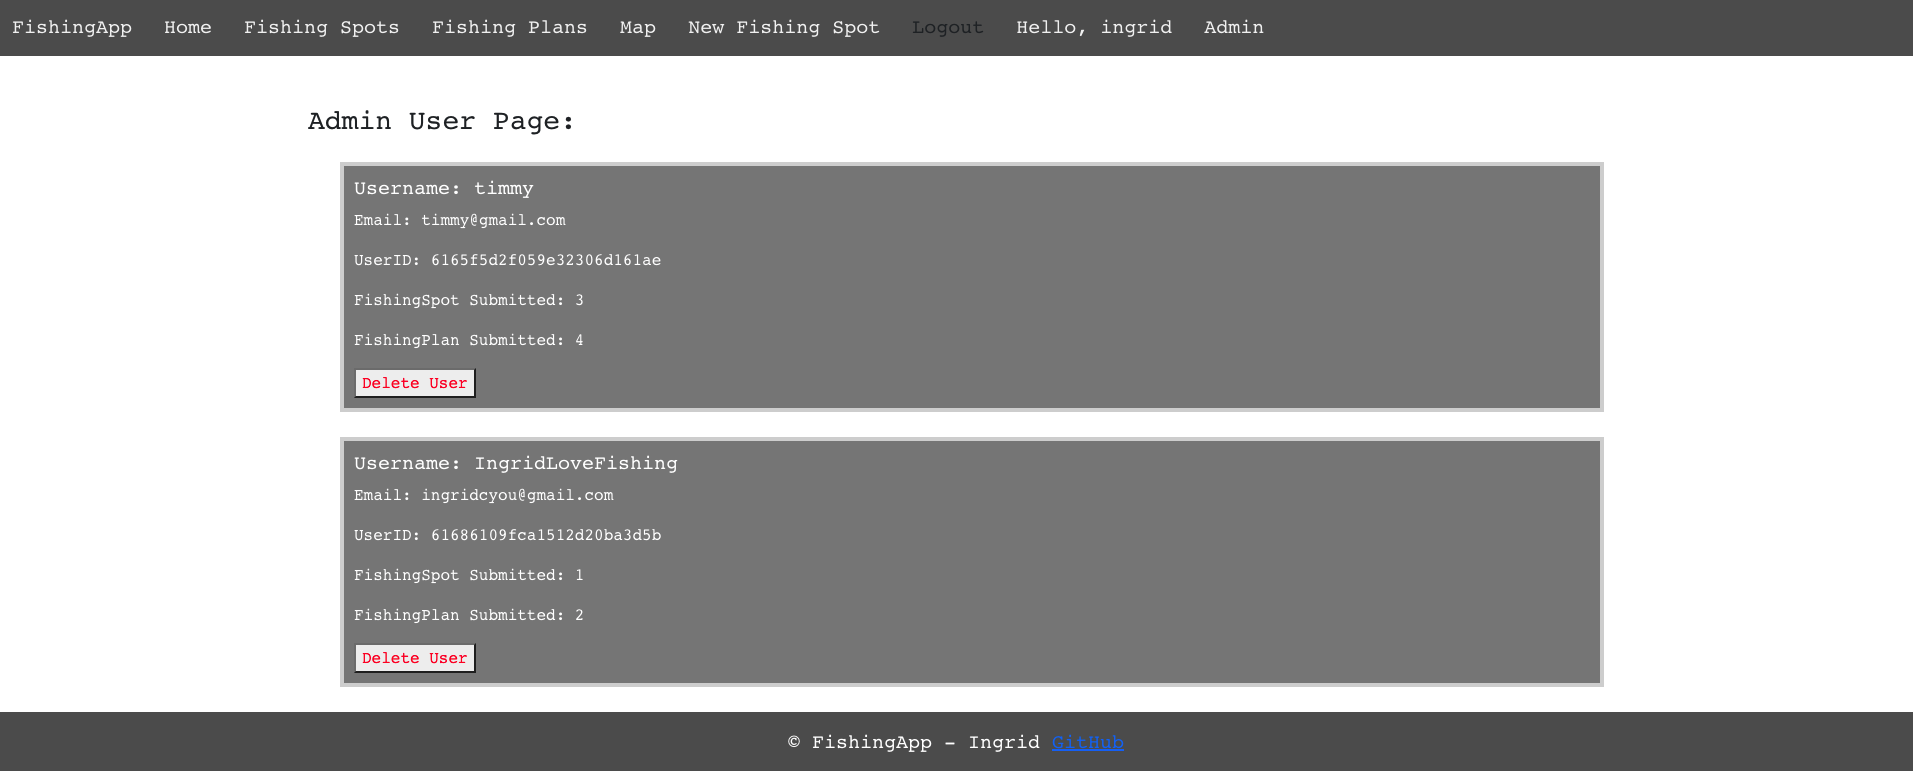 FishingApp Home Fishing Spots Fishing Plans Map New Fishing Spot Logout Hello, ingrid Admin
Admin User Page:
Username: timmy
Email: timmy@gmail.com
UserID: 6165f5d2f059e32306d161ae
FishingSpot Submitted: 3
FishingPlan Submitted: 4
Delete User
Username: IngridLoveFishing
Email: ingridcyou@gmail.com
UserID: 61686109fca1512d20ba3d5b
FishingSpot Submitted: 1
FishingPlan Submitted: 2
Delete User
© FishingApp - Ingrid GitHub